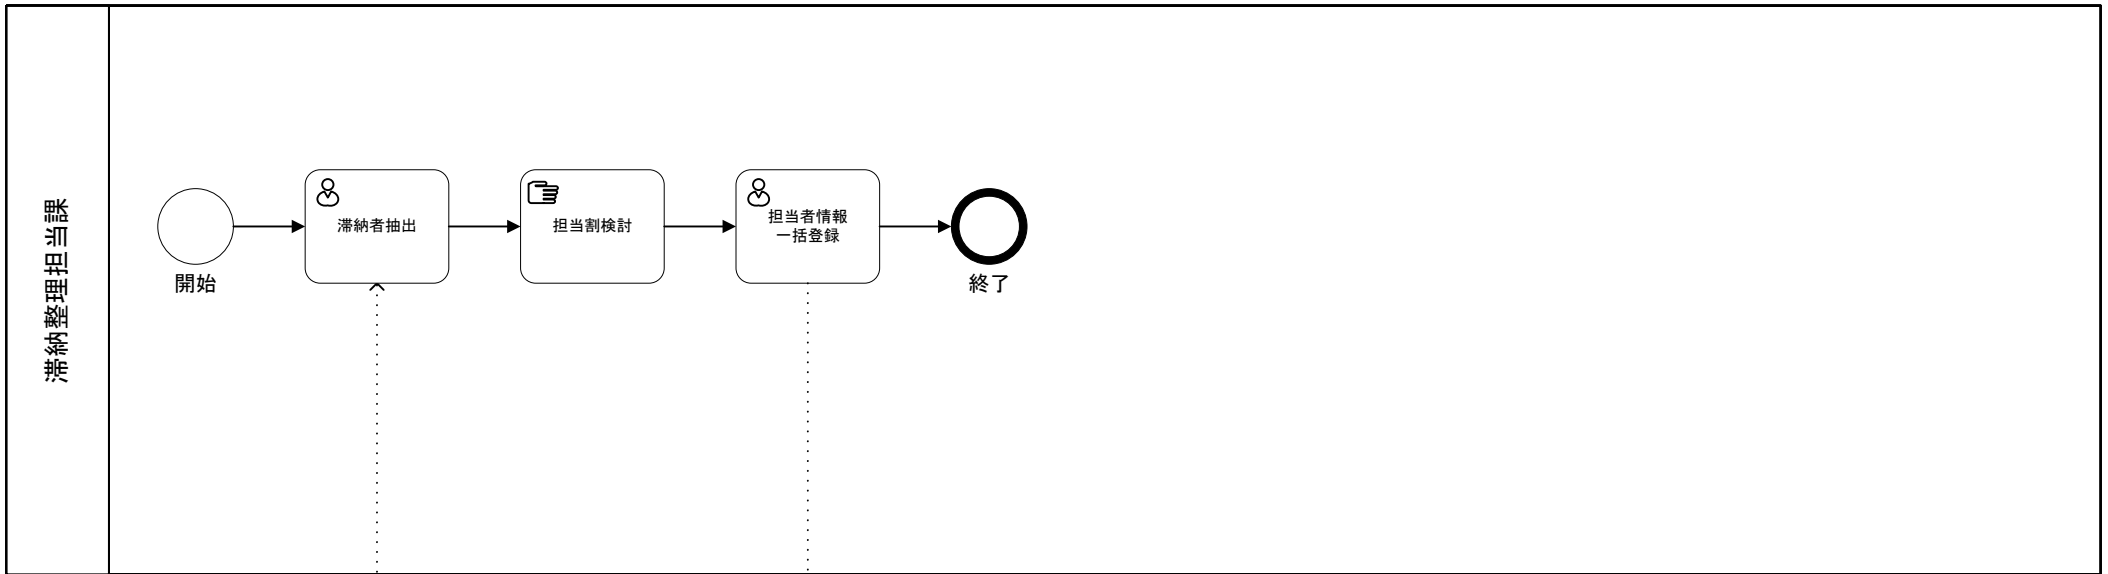 滞納整理担当課
開始
滞納者抽出
担当割検討
担当者情報
一括登録
終了